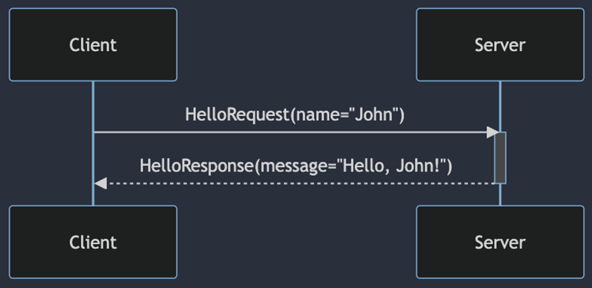 Client
Server
HelloRequest(name="John")
HelloResponse(message="Hello, John!")
Client
Server